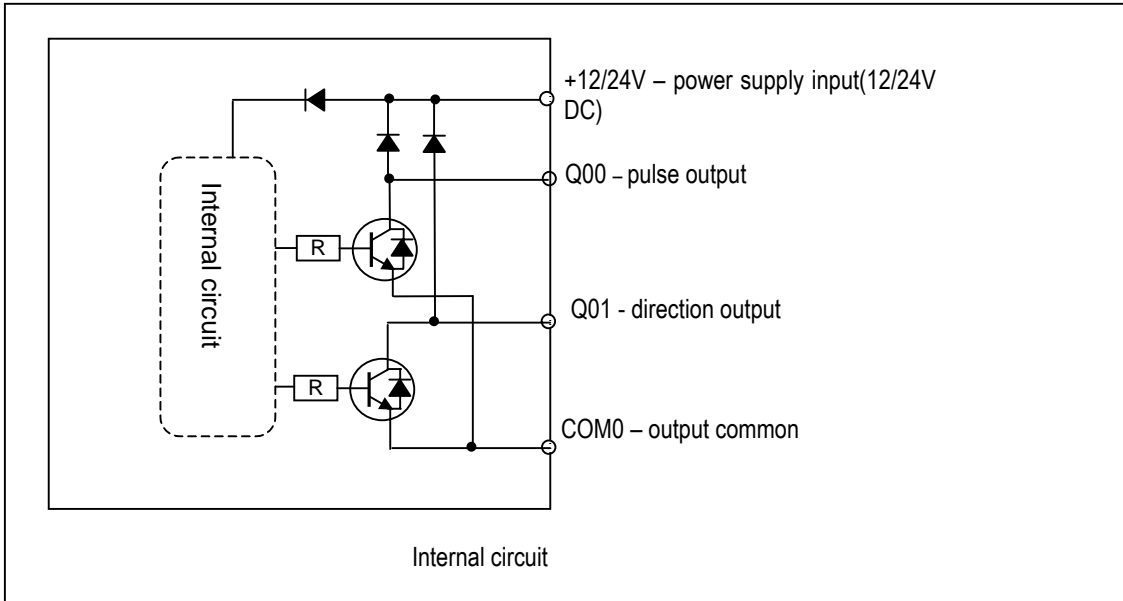 +12/24V – power supply input(12/24V
DC)
Q00 – pulse output
Internal circuit
R
Q01 - direction output
R
COM0 – output common
Internal circuit